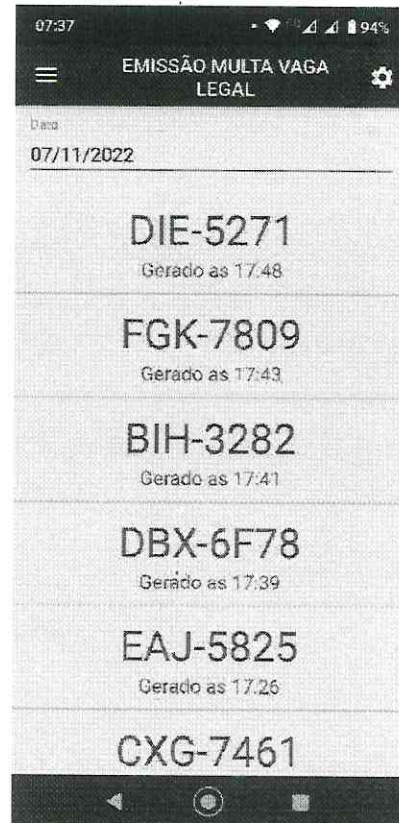 07:37
94%
EMISSÃO MULTA VAGA
LEGAL
Data
07/11/2022
DIE-5271
Gerado as 17:48
FGK-7809
Gerado as 17:43
BIH-3282
Gerado as 17:41
DBX-6F78
Gerado as 17:39
EAJ-5825
Gerado as 17:26
CXG-7461